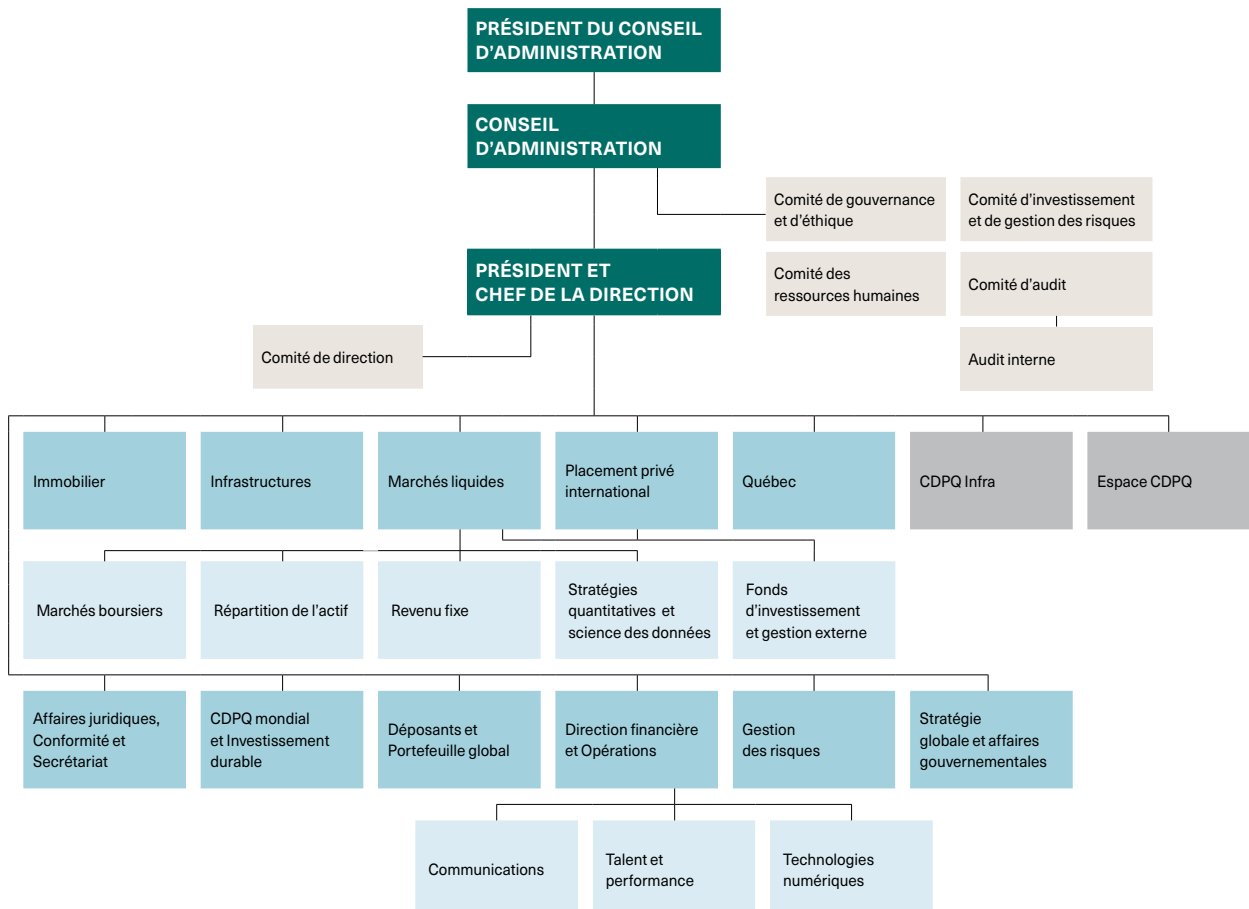 PRÉSIDENT DU CONSEIL
D'ADMINISTRATION
CONSEIL
D'ADMINISTRATION
Comité de gouvernance
et d'éthique
Comité d'investissement
et de gestion des risques
PRÉSIDENT ET
CHEF DE LA DIRECTION
Comité des
ressources humaines
Comité d'audit
Comité de direction
Audit interne
Immobilier
Infrastructures
Marchés liquides
Placement privé
international
Québec
CDPQ Infra
Espace CDPQ
Marchés boursiers
Répartition de l'actif
Revenu fixe
Stratégies
quantitatives et
science des données
Fonds
d'investissement
et gestion externe
Affaires juridiques,
Conformité et
Secrétariat
CDPQ mondial
et Investissement
durable
Déposants et
Portefeuille global
Direction financière
et Opérations
Gestion
des risques
Stratégie
globale et affaires
gouvernementales
Communications
Talent et
performance
Technologies
numériques